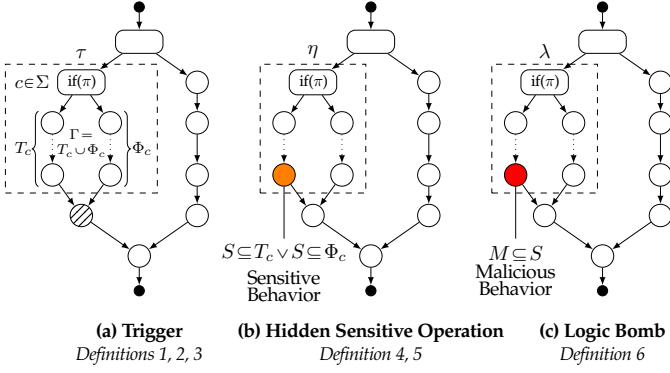 τ
c∈Σ
if(π)
Γ =
T_c ∪ Φ_c
T_c
Φ_c
(a) Trigger
Definitions 1, 2, 3
η
if(π)
S⊆T_c ∨ S⊆Φ_c
Sensitive
Behavior
(b) Hidden Sensitive Operation
Definition 4, 5
λ
if(π)
M⊆S
Malicious
Behavior
(c) Logic Bomb
Definition 6